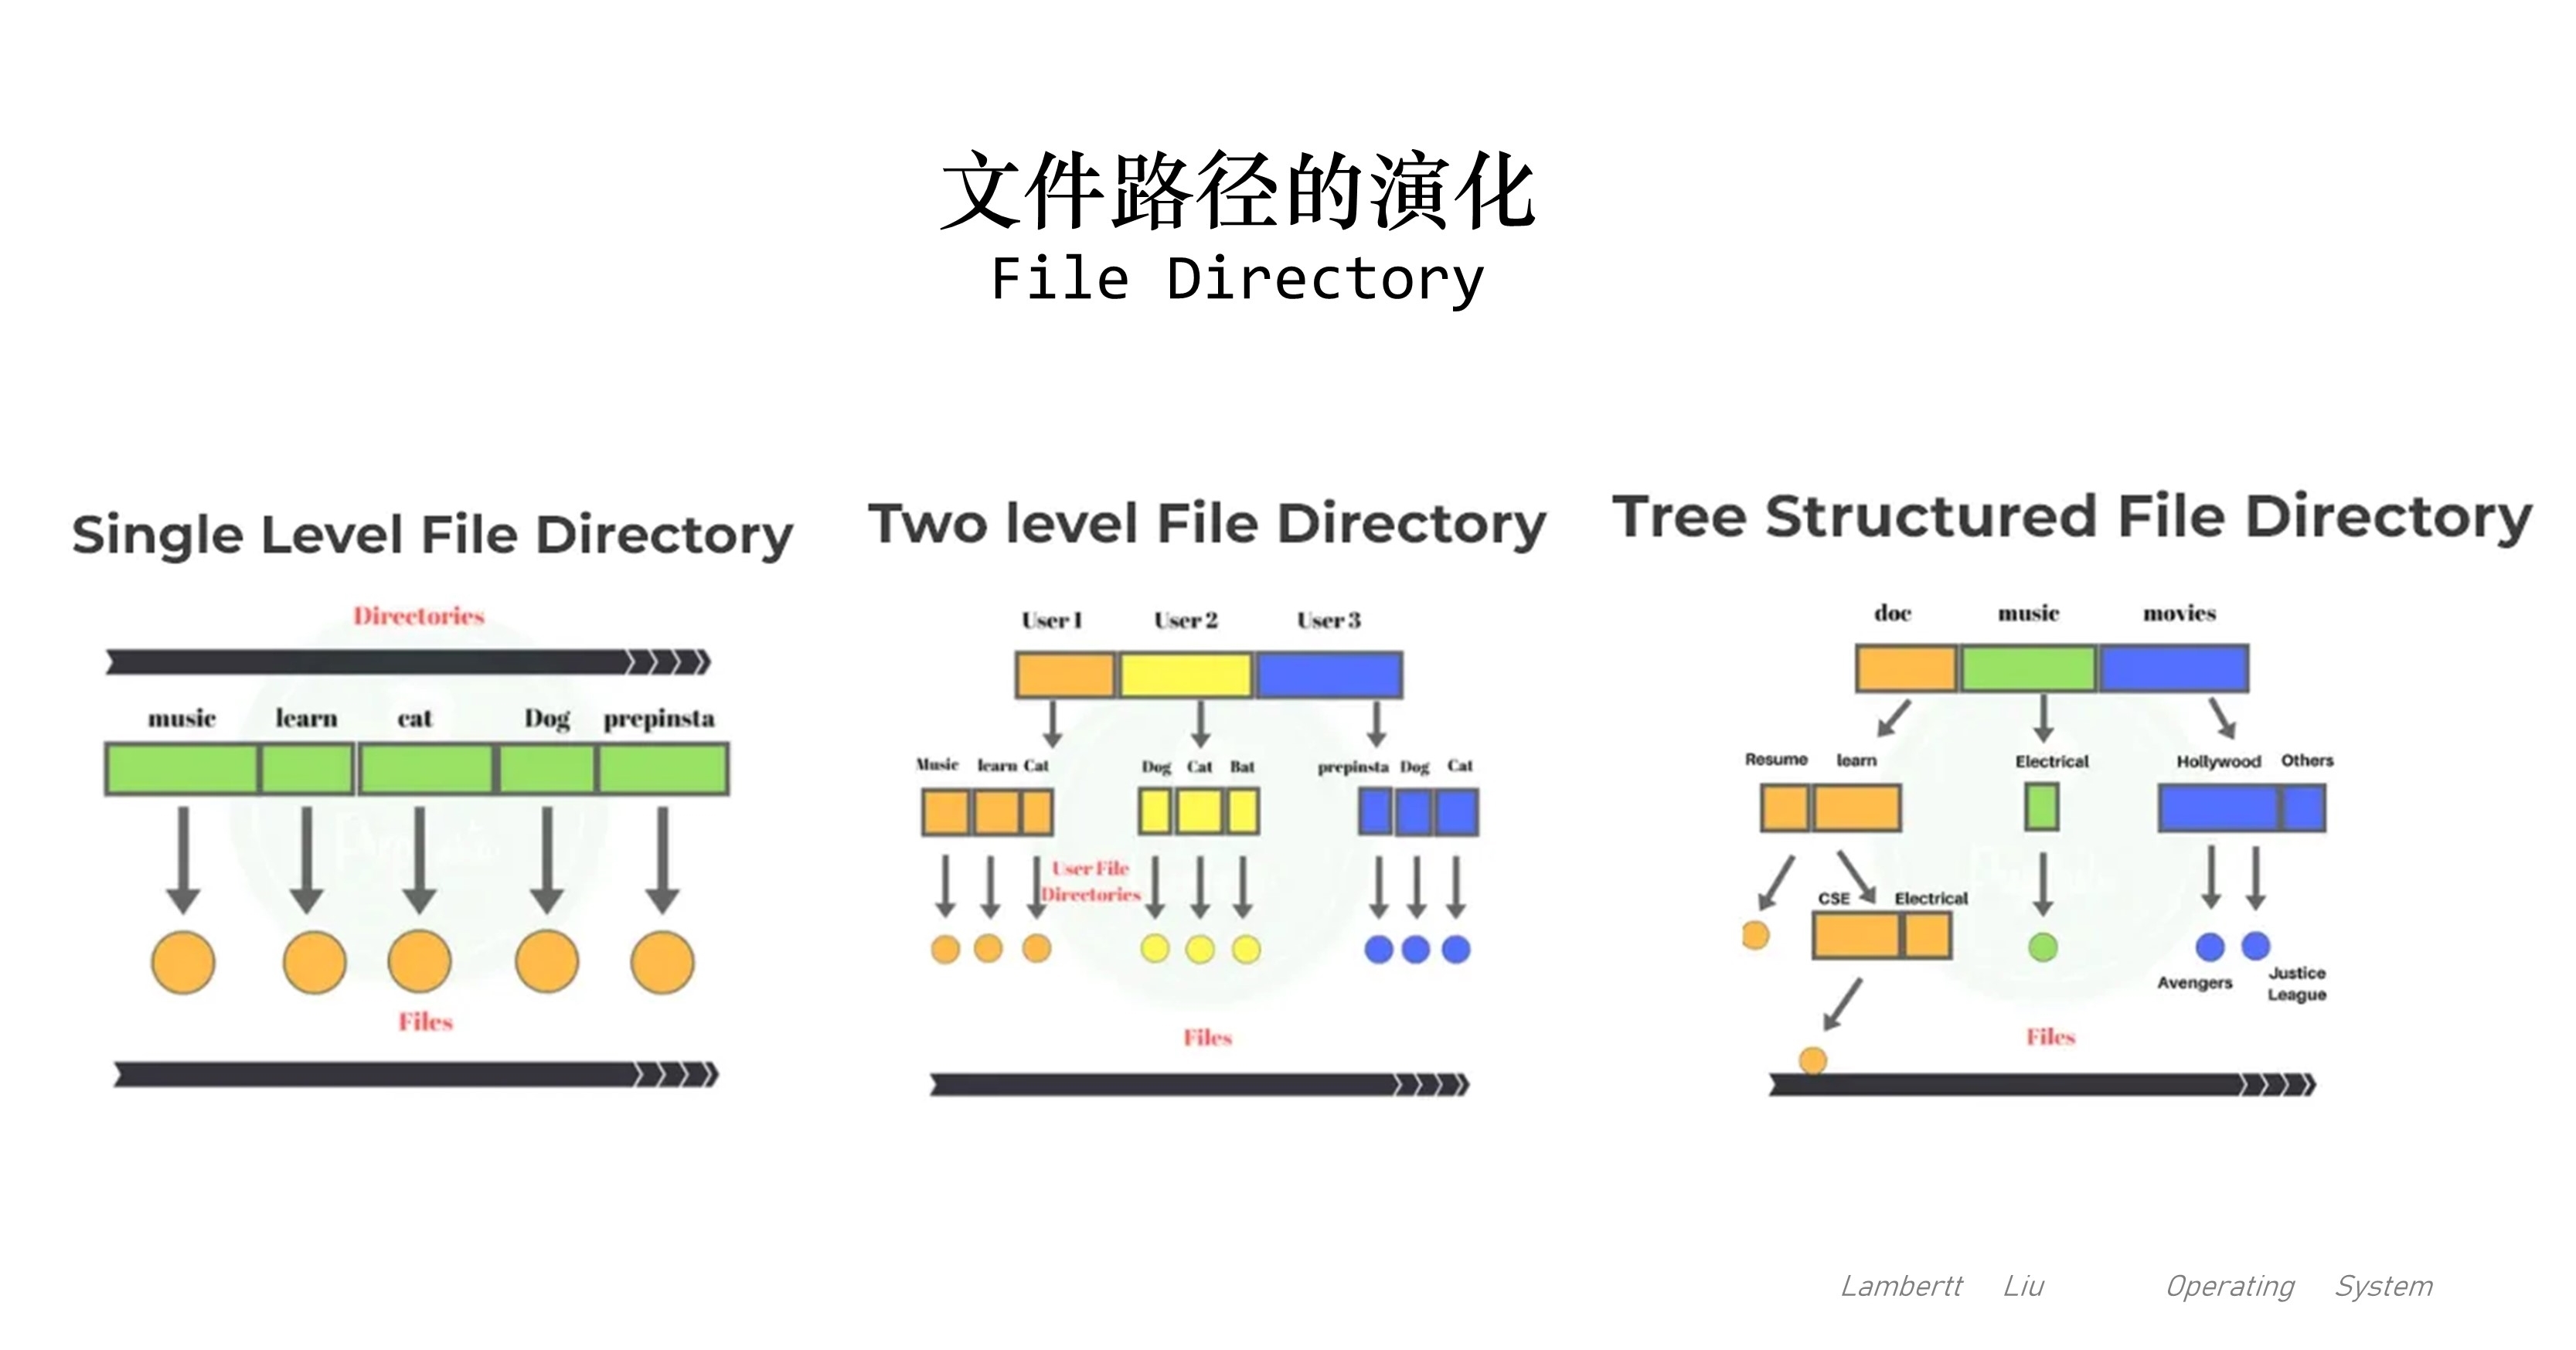 文件路径的演化
File Directory
Single Level File Directory
Directories
music learn cat Dog prepinsta
Files
Two level File Directory
User 1 User 2 User 3
Music learn Cat Dog Cat Bat prepinsta Dog Cat
User File
Directories
Files
Tree Structured File Directory
doc music movies
Resume learn Electrical Hollywood Others
CSE Electrical
Avengers
Justice
League
Files
Lambertt Liu Operating System